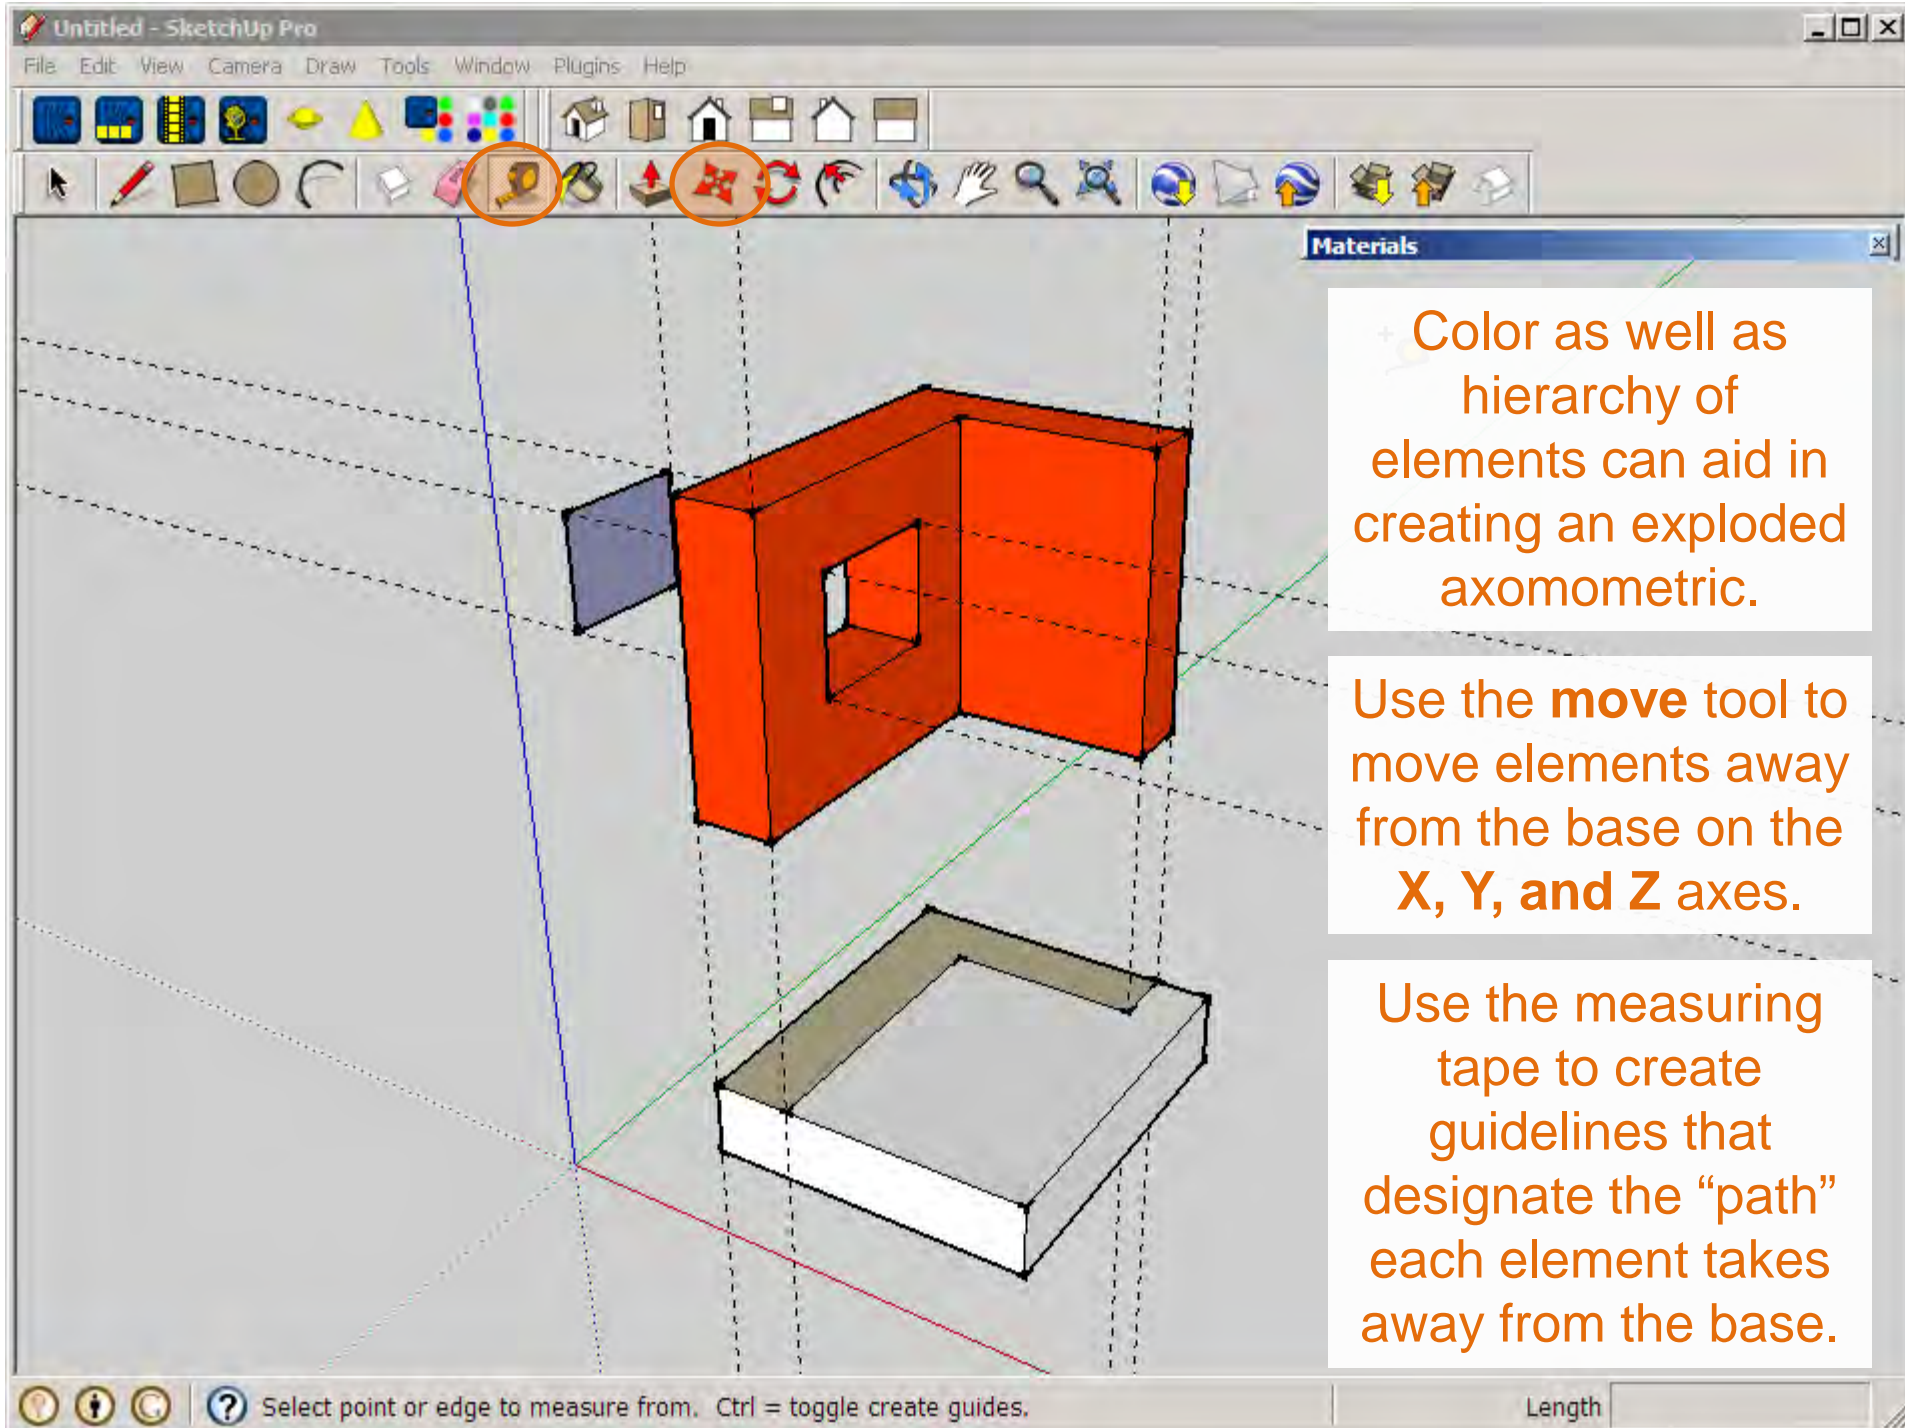 Untitled - SketchUp Pro
File Edit View Camera Draw Tools Window Plugins Help
Materials
Color as well as
hierarchy of
elements can aid in
creating an exploded
axomometric.
Use the move tool to
move elements away
from the base on the
X, Y, and Z axes.
Use the measuring
tape to create
guidelines that
designate the “path”
each element takes
away from the base.
Select point or edge to measure from. Ctrl = toggle create guides.
Length